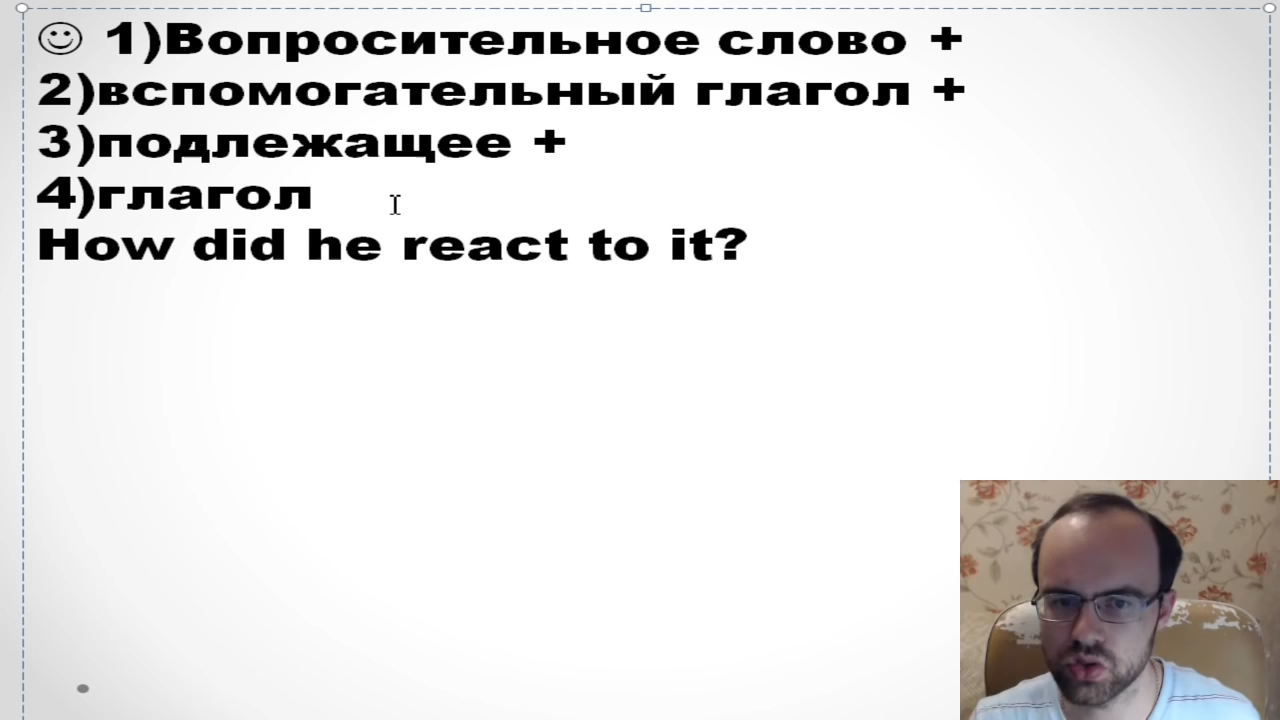 ☺ 1)Вопросительное слово +
2)вспомогательный глагол +
3)подлежащее +
4)глагол
How did he react to it?